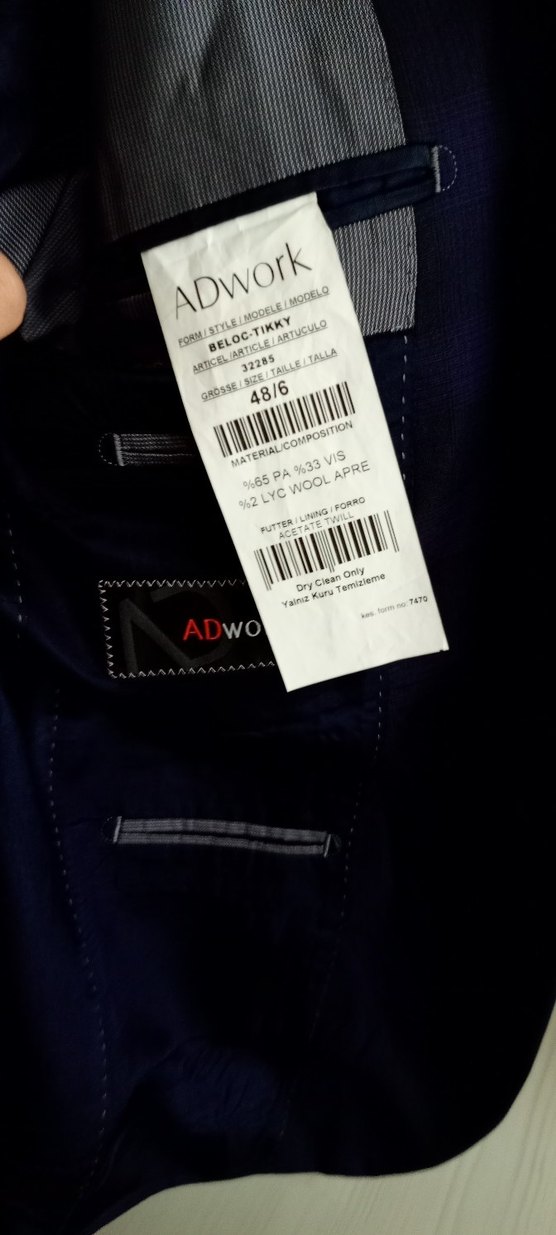 ADwork
FORM / STYLE / MODELE / MODELO
BELOC-TIKKY
ARTICEL /ARTICLE / ARTUCULO
32285
GRÖSSE / SIZE / TAILLE / TALLA
48/6
MATERIAL/COMPOSITION
%65 PA %33 VIS
%2 LYC WOOL APRE
FUTTER / LINING / FORRO
ACETATE TWILL
Dry Clean Only
Yalnız Kuru Temizleme
kes. form no: 7470
ADwo